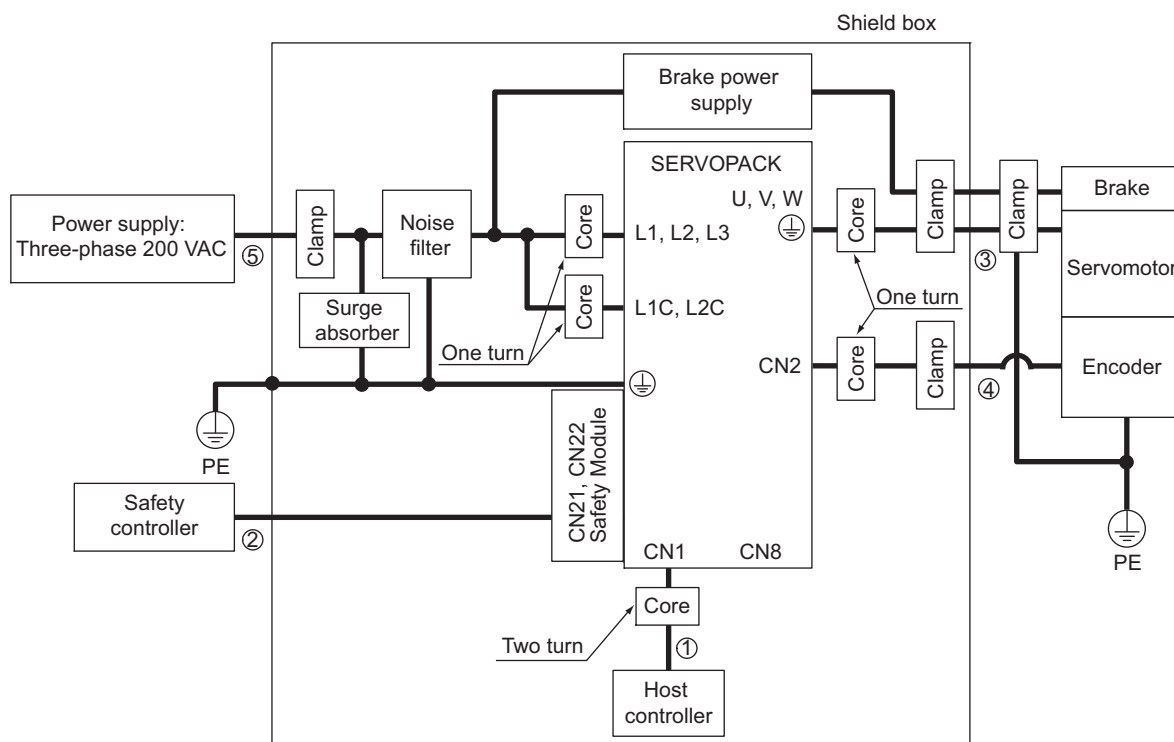 Shield box
Brake power
supply
SERVOPACK
U, V, W
Core
Clamp
Clamp
Brake
Power supply:
Three-phase 200 VAC
⑤
Clamp
Noise
filter
Core
L1, L2, L3
③
Servomotor
Surge
absorber
Core
L1C, L2C
One turn
One turn
CN2
Core
Clamp
④
Encoder
PE
CN21, CN22
Safety Module
Safety
controller
②
CN1
CN8
PE
Core
Two turn
①
Host
controller